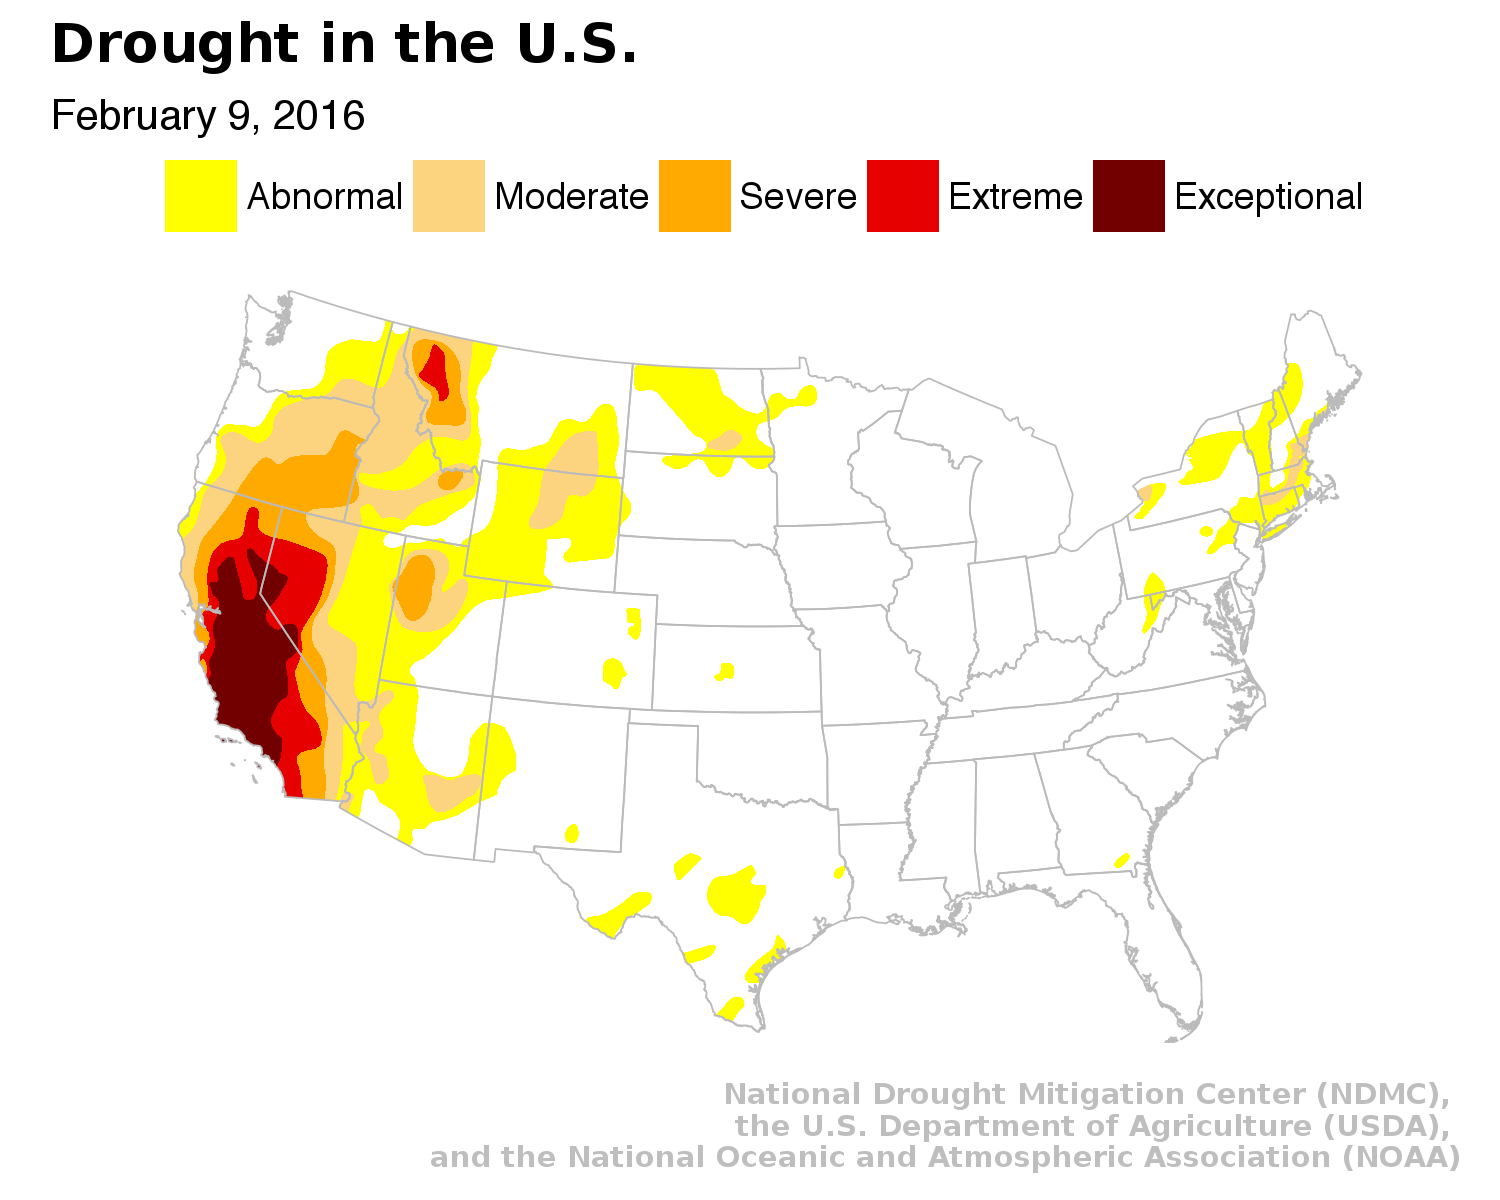 Drought in the U.S.
February 9, 2016
Abnormal Moderate Severe Extreme Exceptional
National Drought Mitigation Center (NDMC),
the U.S. Department of Agriculture (USDA),
and the National Oceanic and Atmospheric Association (NOAA)